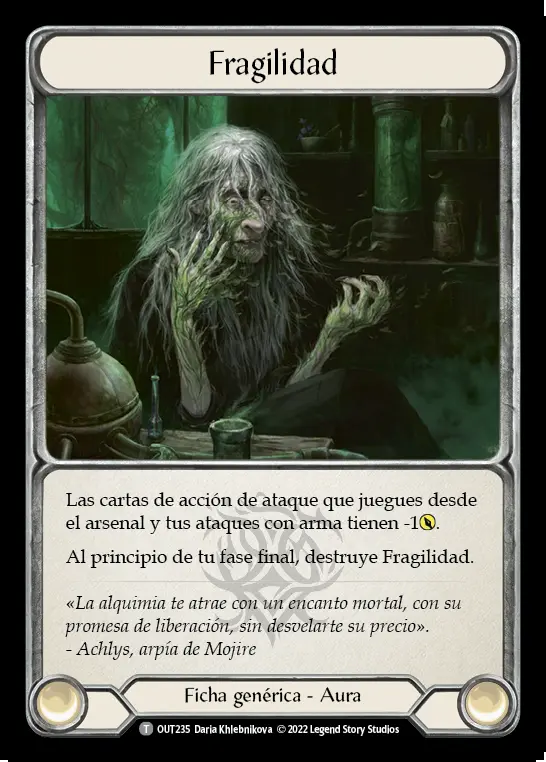 Fragilidad
Las cartas de acción de ataque que juegues desde
el arsenal y tus ataques con arma tienen -1.
Al principio de tu fase final, destruye Fragilidad.
«La alquimia te atrae con un encanto mortal, con su
promesa de liberación, sin desvelarte su precio».
- Achlys, arpía de Mojire
Ficha genérica - Aura
T OUT235 Daria Khlebnikova © 2022 Legend Story Studios